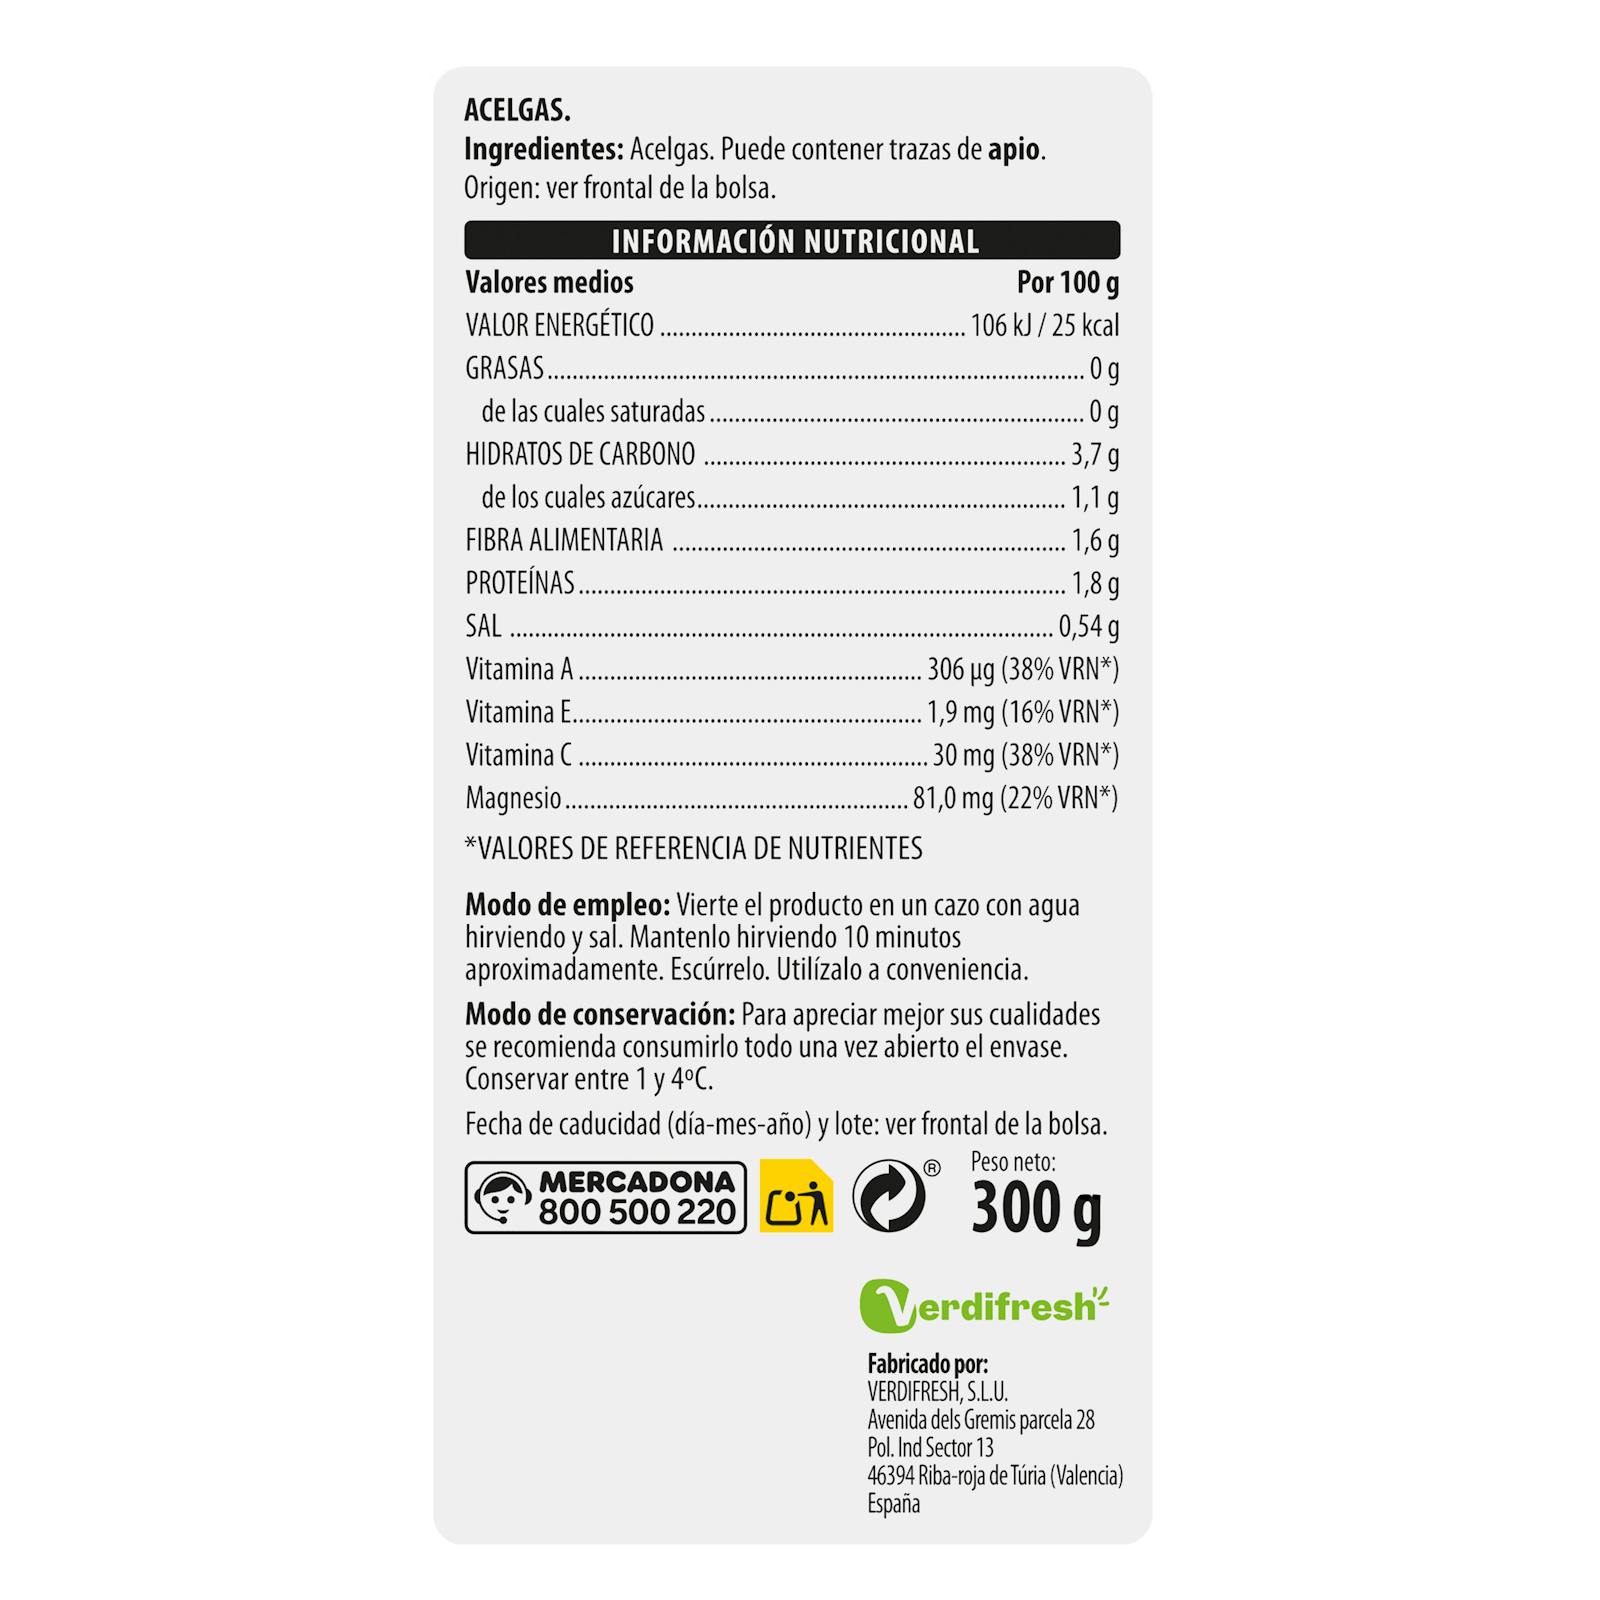 ACELGAS.
Ingredientes: Acelgas. Puede contener trazas de apio.
Origen: ver frontal de la bolsa.
INFORMACIÓN NUTRICIONAL
Valores medios Por 100 g
VALOR ENERGÉTICO ................................................. 106 kJ / 25 kcal
GRASAS ...................................................................................... 0 g
de las cuales saturadas ............................................................ 0 g
HIDRATOS DE CARBONO .......................................................... 3,7 g
de los cuales azúcares ........................................................... 1,1 g
FIBRA ALIMENTARIA ............................................................... 1,6 g
PROTEÍNAS .............................................................................. 1,8 g
SAL ....................................................................................... 0,54 g
Vitamina A ....................................................... 306 µg (38% VRN*)
Vitamina E ........................................................ 1,9 mg (16% VRN*)
Vitamina C ........................................................ 30 mg (38% VRN*)
Magnesio ....................................................... 81,0 mg (22% VRN*)
*VALORES DE REFERENCIA DE NUTRIENTES
Modo de empleo: Vierte el producto en un cazo con agua
hirviendo y sal. Mantenlo hirviendo 10 minutos
aproximadamente. Escúrrelo. Utilízalo a conveniencia.
Modo de conservación: Para apreciar mejor sus cualidades
se recomienda consumirlo todo una vez abierto el envase.
Conservar entre 1 y 4ºC.
Fecha de caducidad (día-mes-año) y lote: ver frontal de la bolsa.
MERCADONA
800 500 220
®
Peso neto:
300 g
Verdifresh
Fabricado por:
VERDIFRESH, S.L.U.
Avenida dels Gremis parcela 28
Pol. Ind Sector 13
46394 Riba-roja de Túria (Valencia)
España